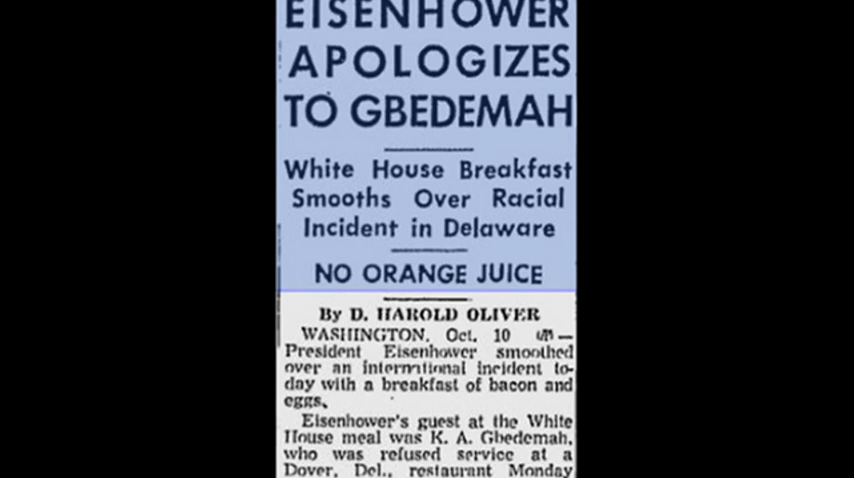 EISENHOWER
APOLOGIZES
TO GBEDEMAH
White House Breakfast
Smooths Over Racial
Incident in Delaware
NO ORANGE JUICE
By D. HAROLD OLIVER
WASHINGTON, Oct. 10 (AP)—
President Eisenhower smoothed
over an international incident to-
day with a breakfast of bacon and
eggs.
Eisenhower's guest at the White
House meal was K. A. Gbedemah,
who was refused service at a
Dover, Del., restaurant Monday